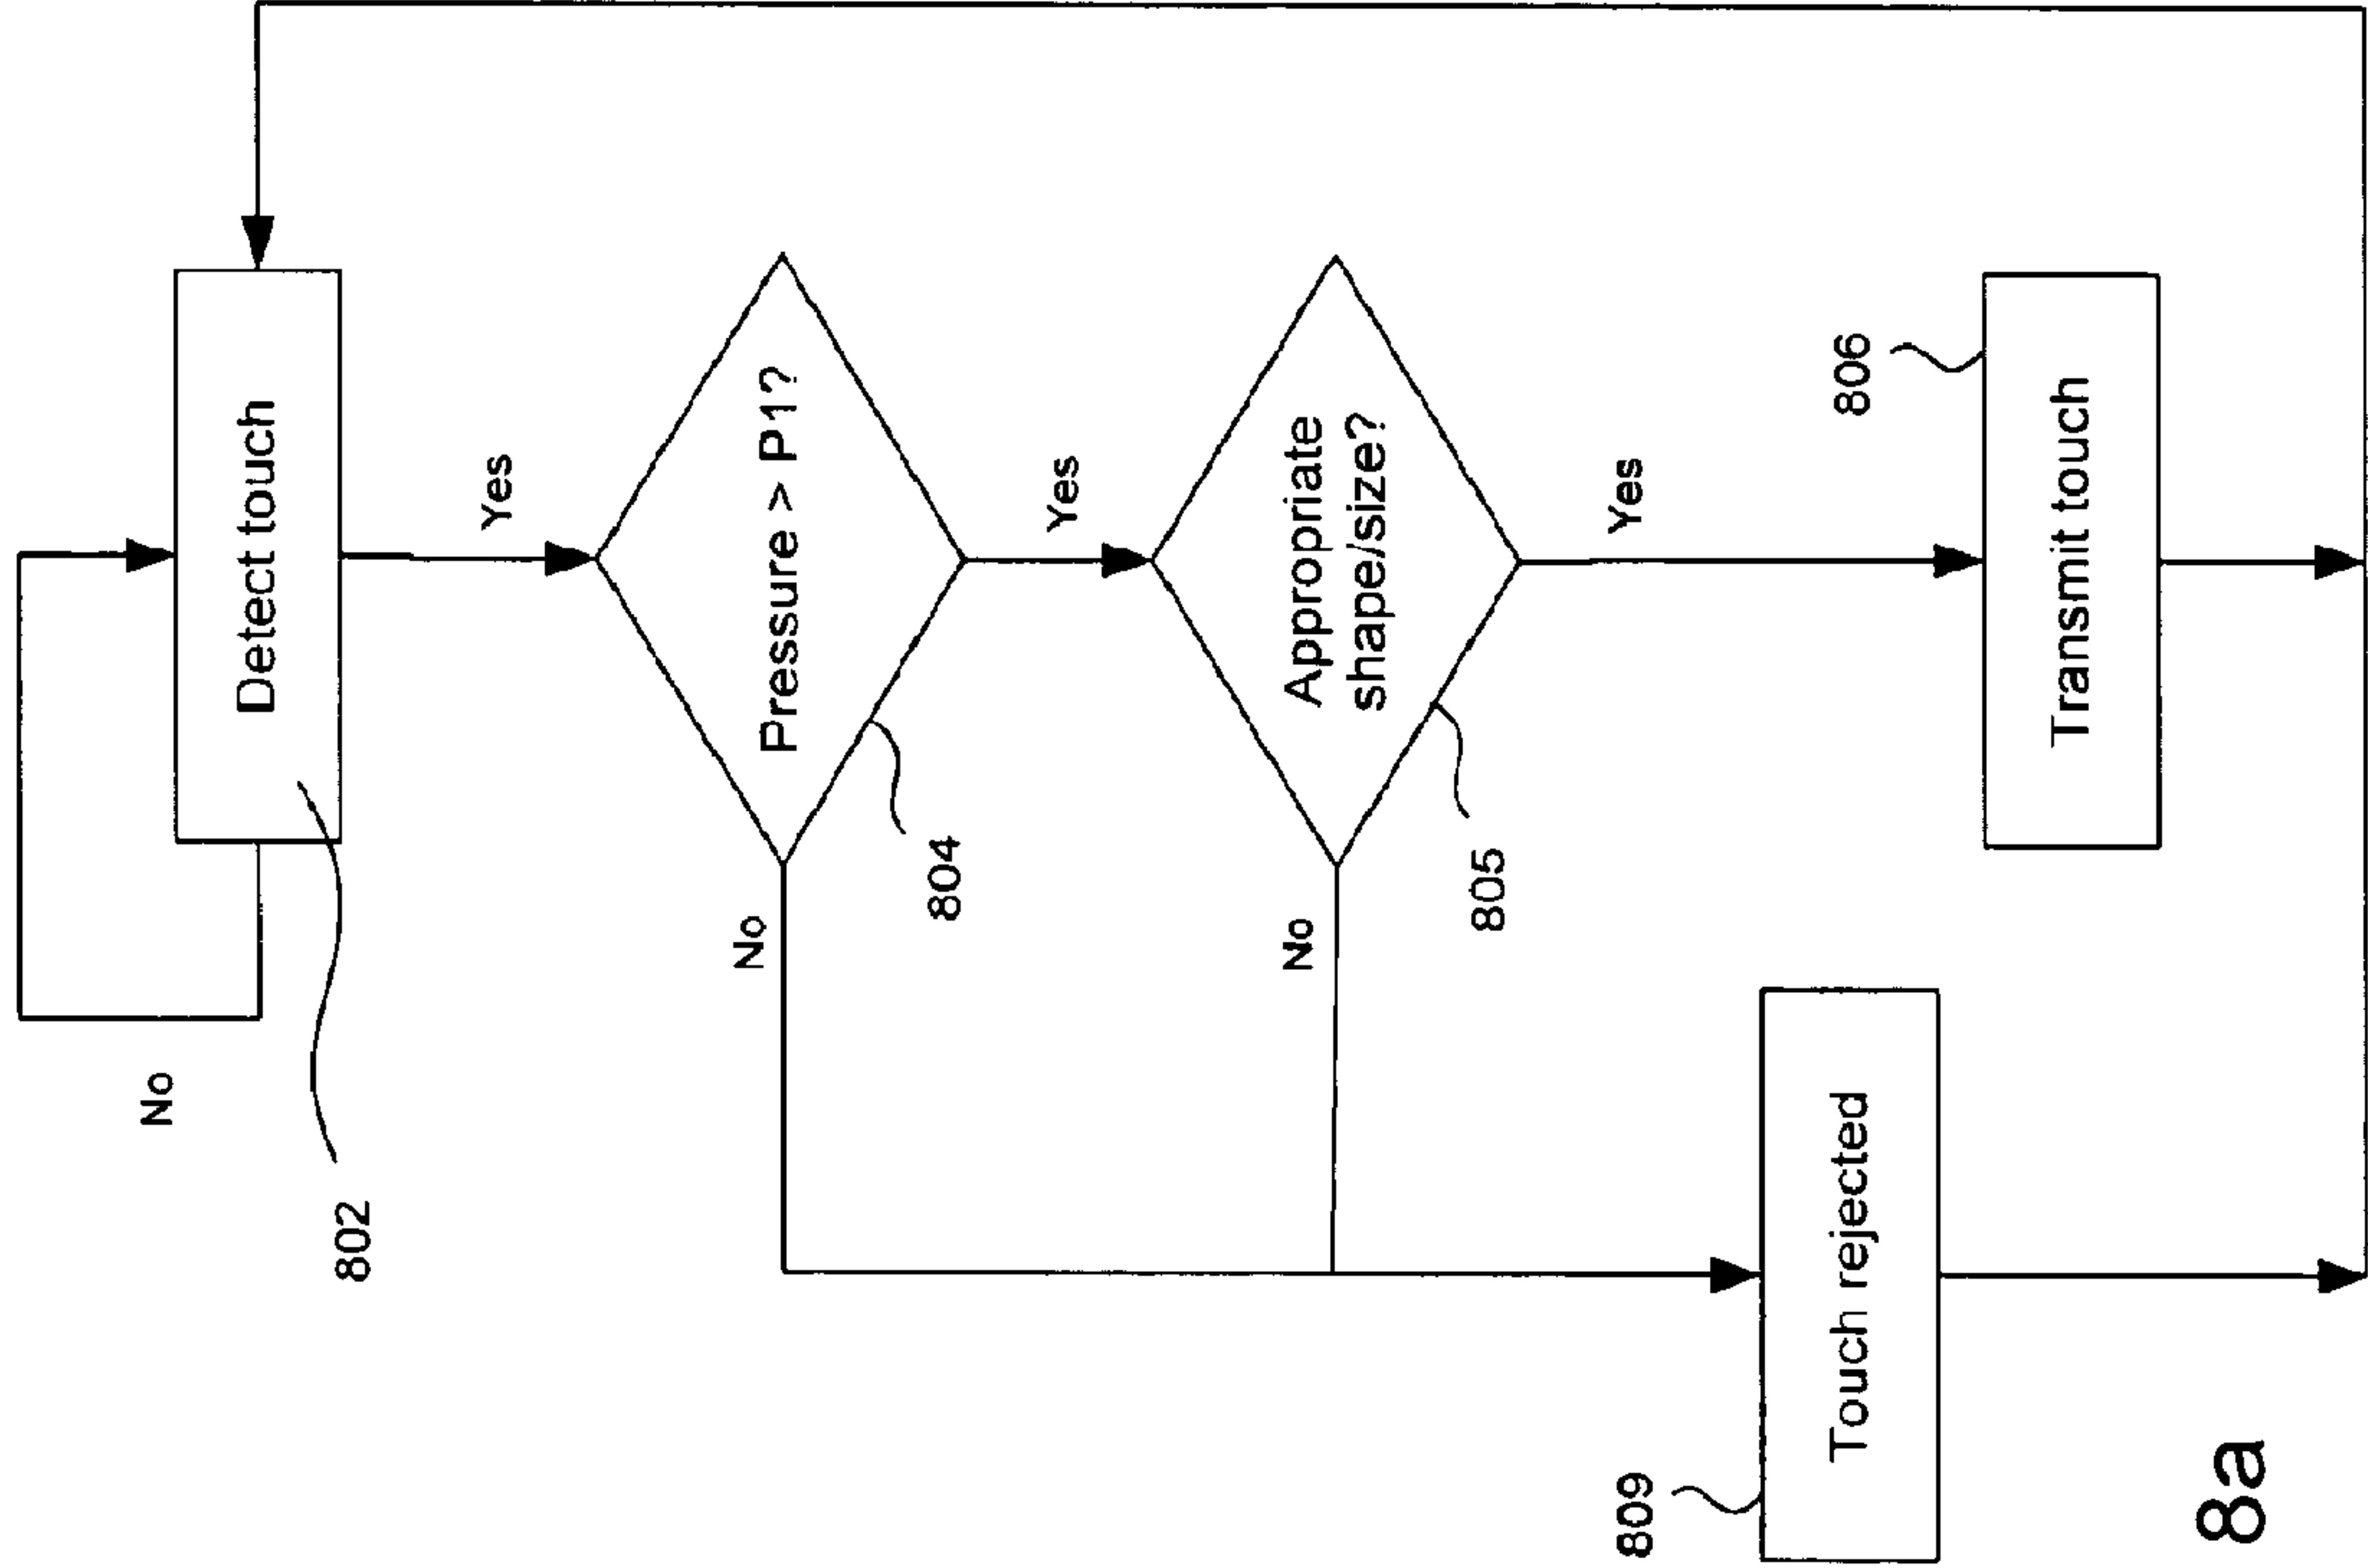 No
Detect touch
802
Yes
Pressure > P1?
No
804
Yes
Appropriate
shape/size?
No
805
Yes
806
Transmit touch
809
Touch rejected
8a